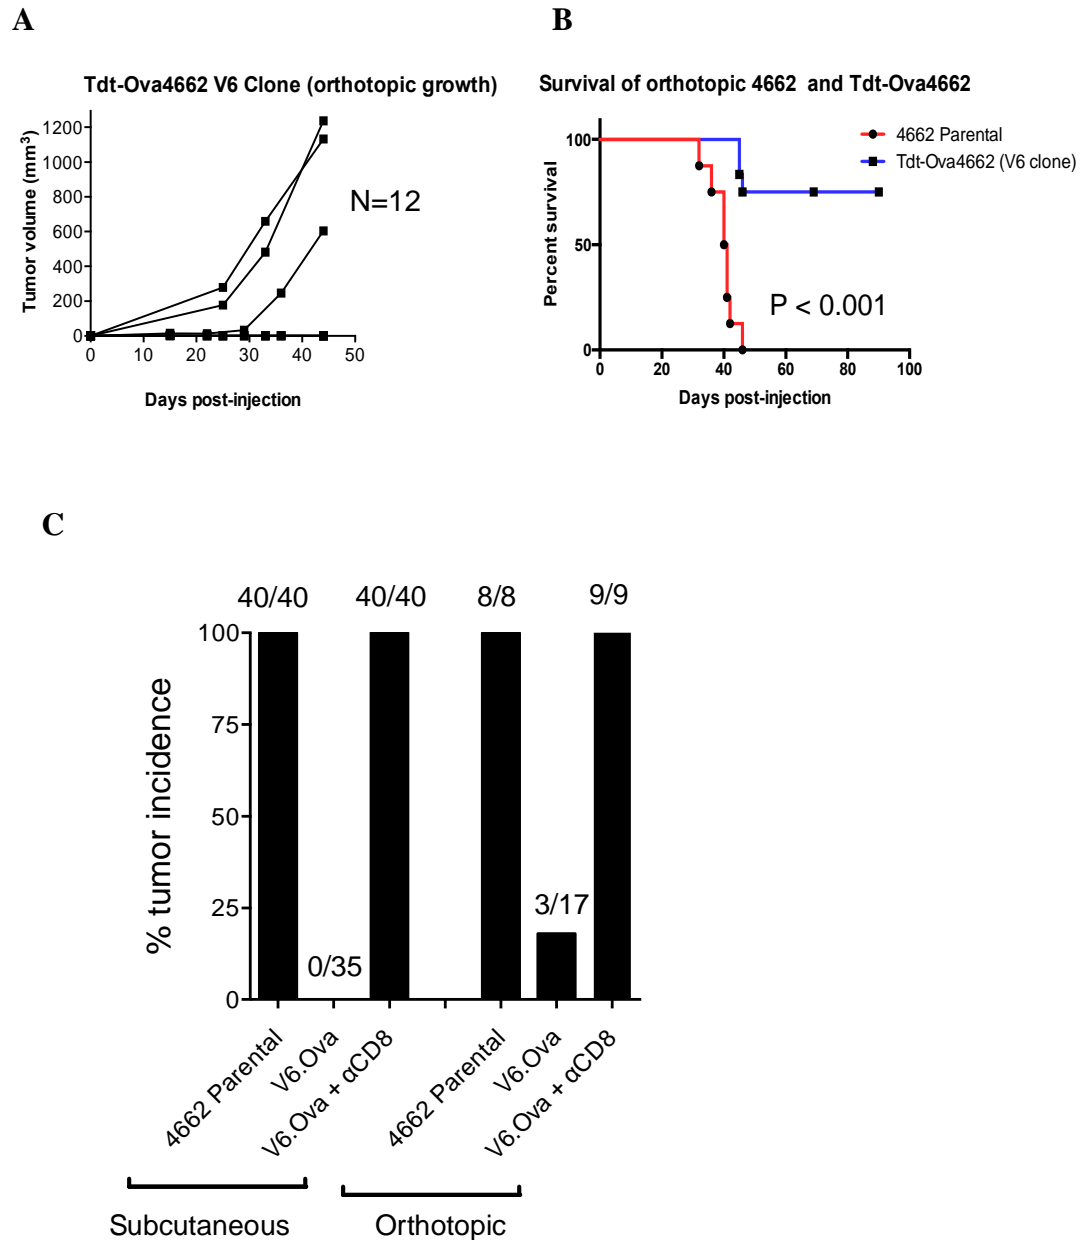 A
B
Tdt-Ova4662 V6 Clone (orthotopic growth)
Tumor volume (mm³)
1200
1000
800
600
400
200
0
N=12
0 10 20 30 40 50
Days post-injection
Survival of orthotopic 4662 and Tdt-Ova4662
Percent survival
100
50
0
4662 Parental
Tdt-Ova4662 (V6 clone)
P < 0.001
0 20 40 60 80 100
Days post-injection
C
% tumor incidence
40/40 40/40 8/8 9/9
100
75
50
25
0
0/35
3/17
4662 Parental
V6.Ova
V6.Ova + αCD8
4662 Parental
V6.Ova
V6.Ova + αCD8
Subcutaneous
Orthotopic